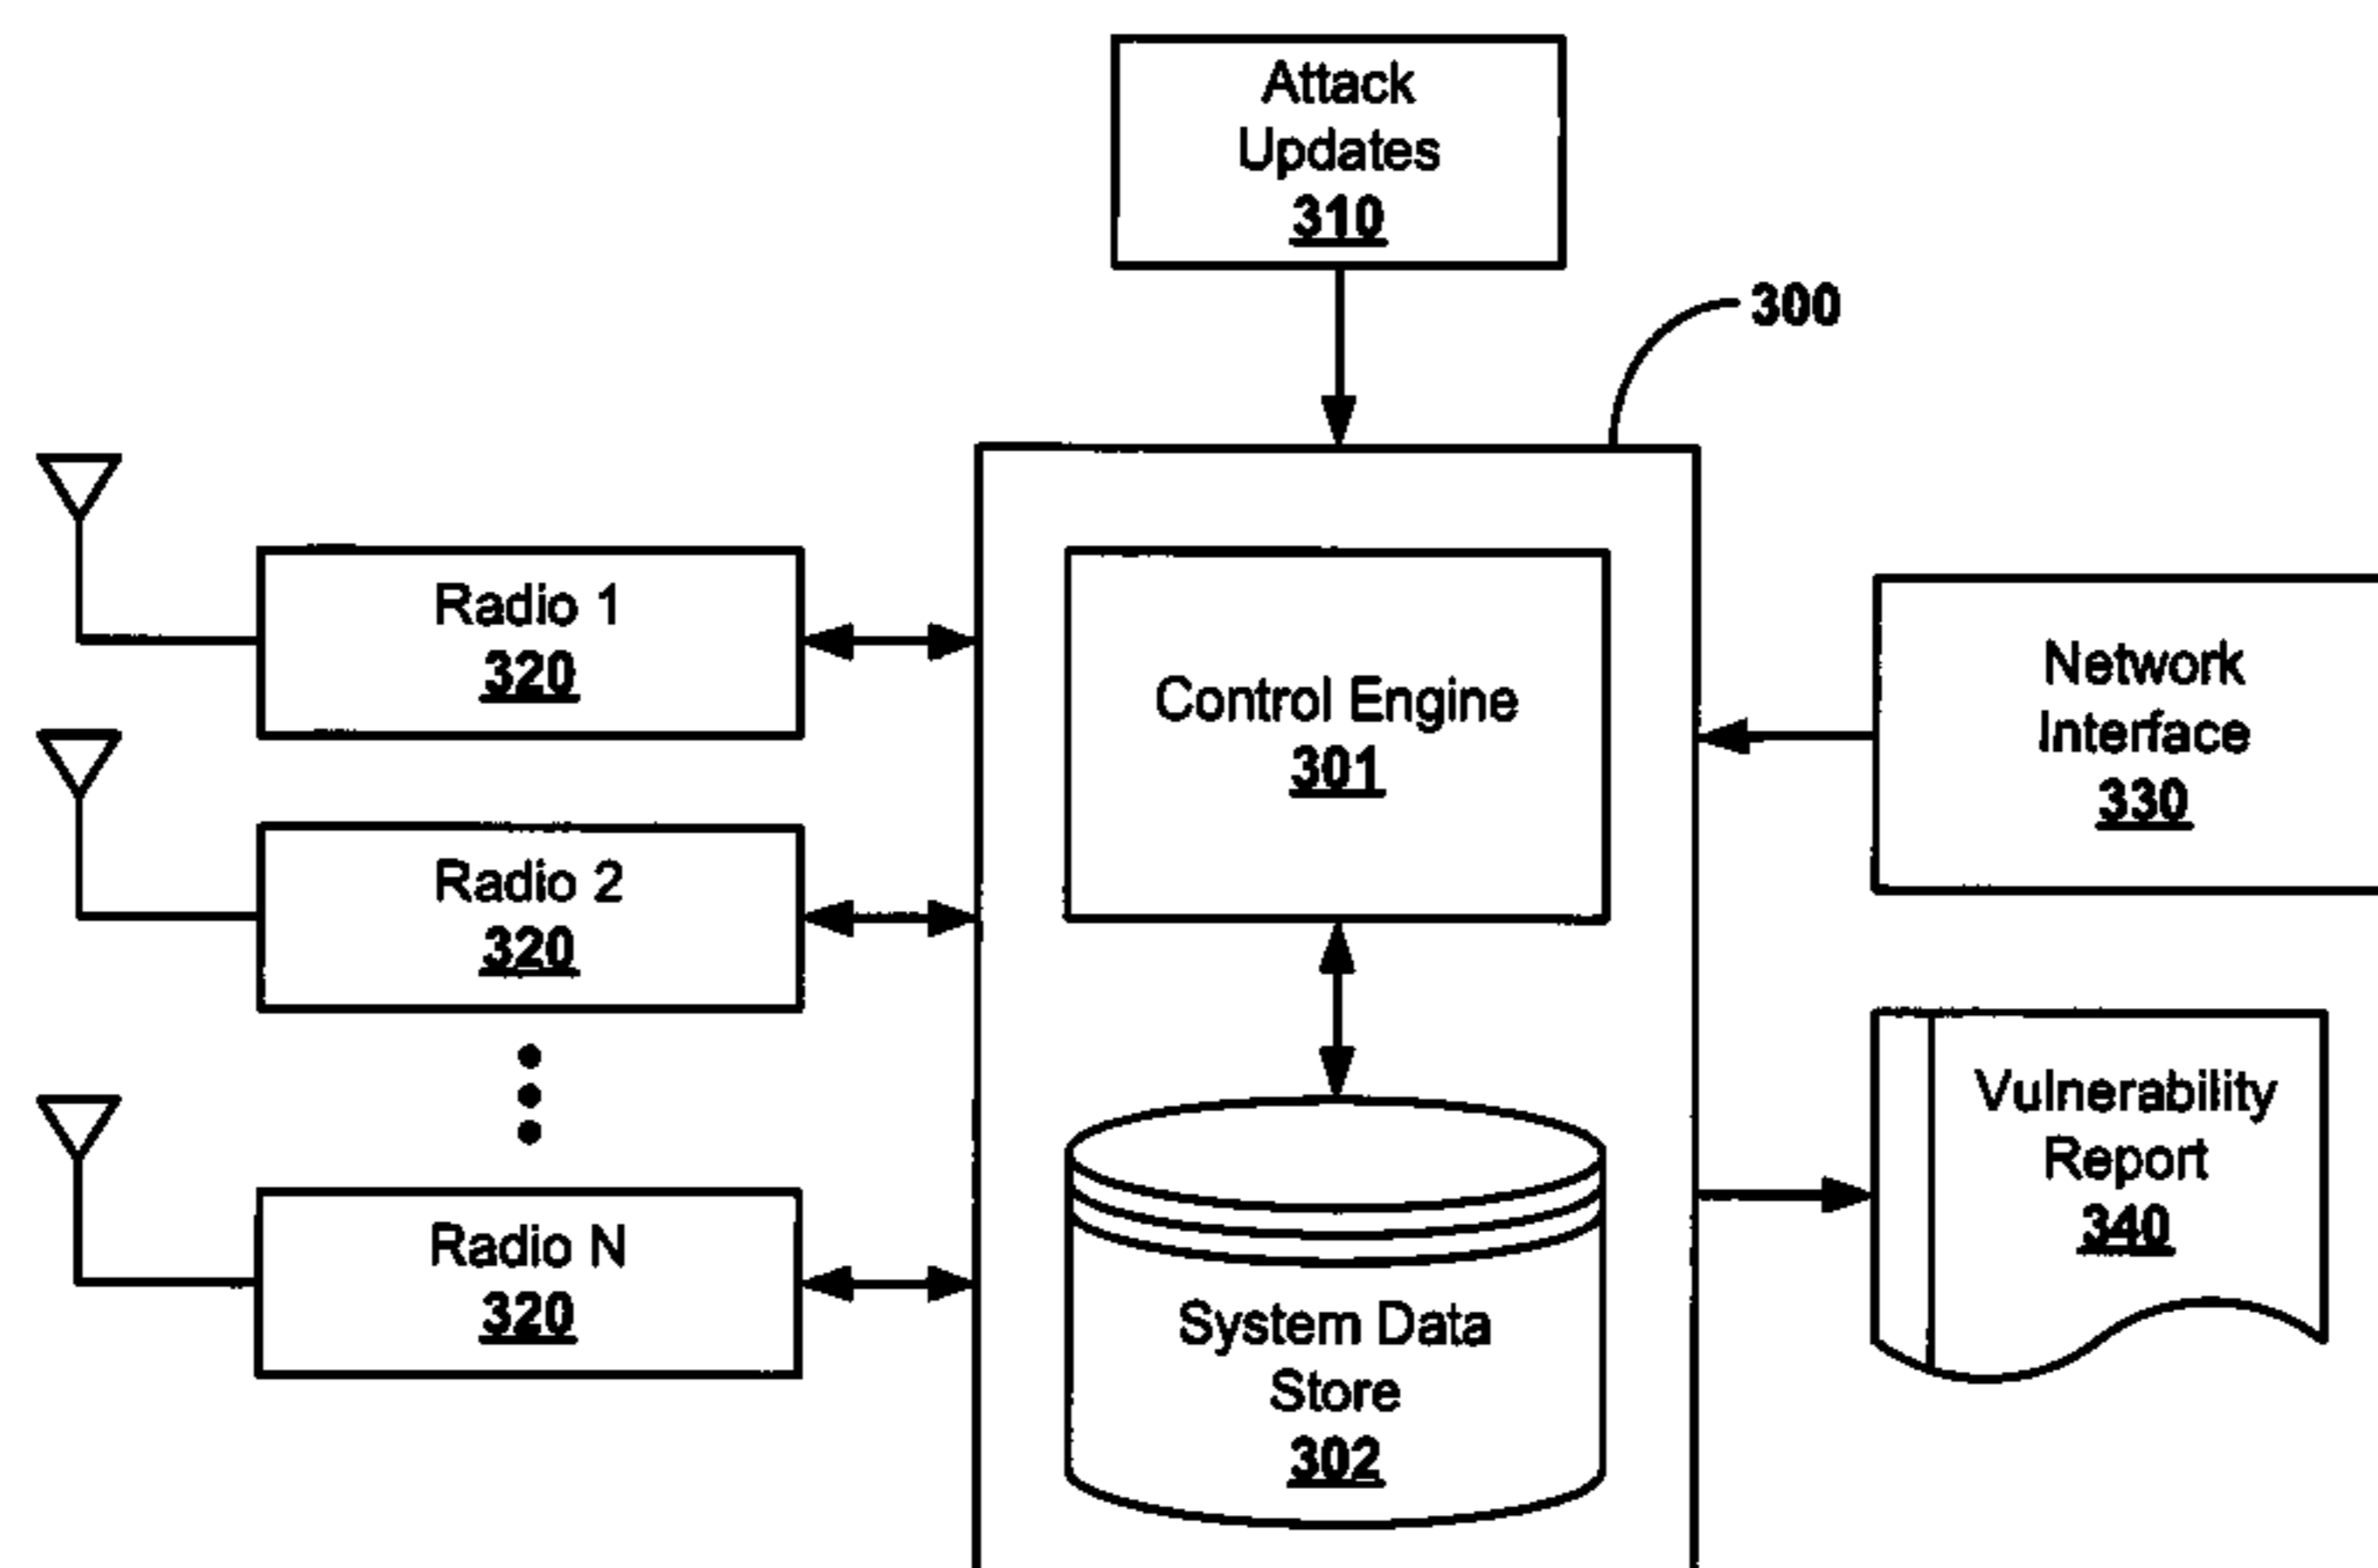 Attack
Updates
310
300
Radio 1
320
Radio 2
320
Radio N
320
Control Engine
301
System Data
Store
302
Network
Interface
330
Vulnerability
Report
340